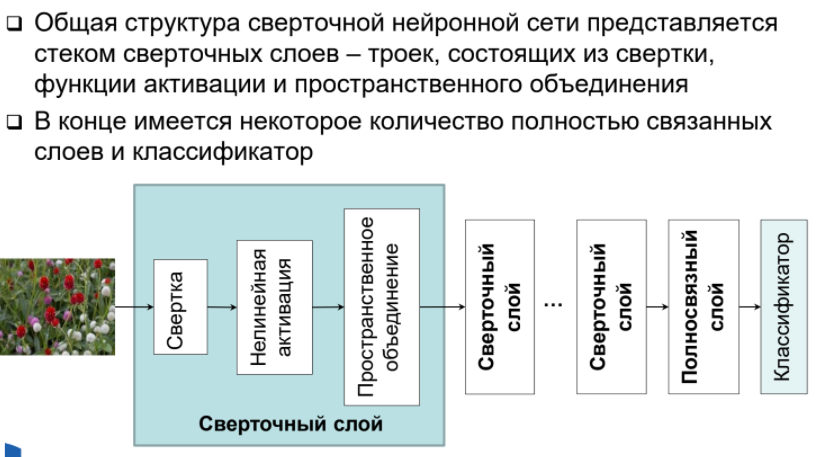 Общая структура сверточной нейронной сети представляется
стеком сверточных слоев – троек, состоящих из свертки,
функции активации и пространственного объединения
В конце имеется некоторое количество полностью связанных
слоев и классификатор
Свертка
Нелинейная
активация
Пространственное
объединение
Сверточный слой
Сверточный
слой
...
Сверточный
слой
Полносвязный
слой
Классификатор